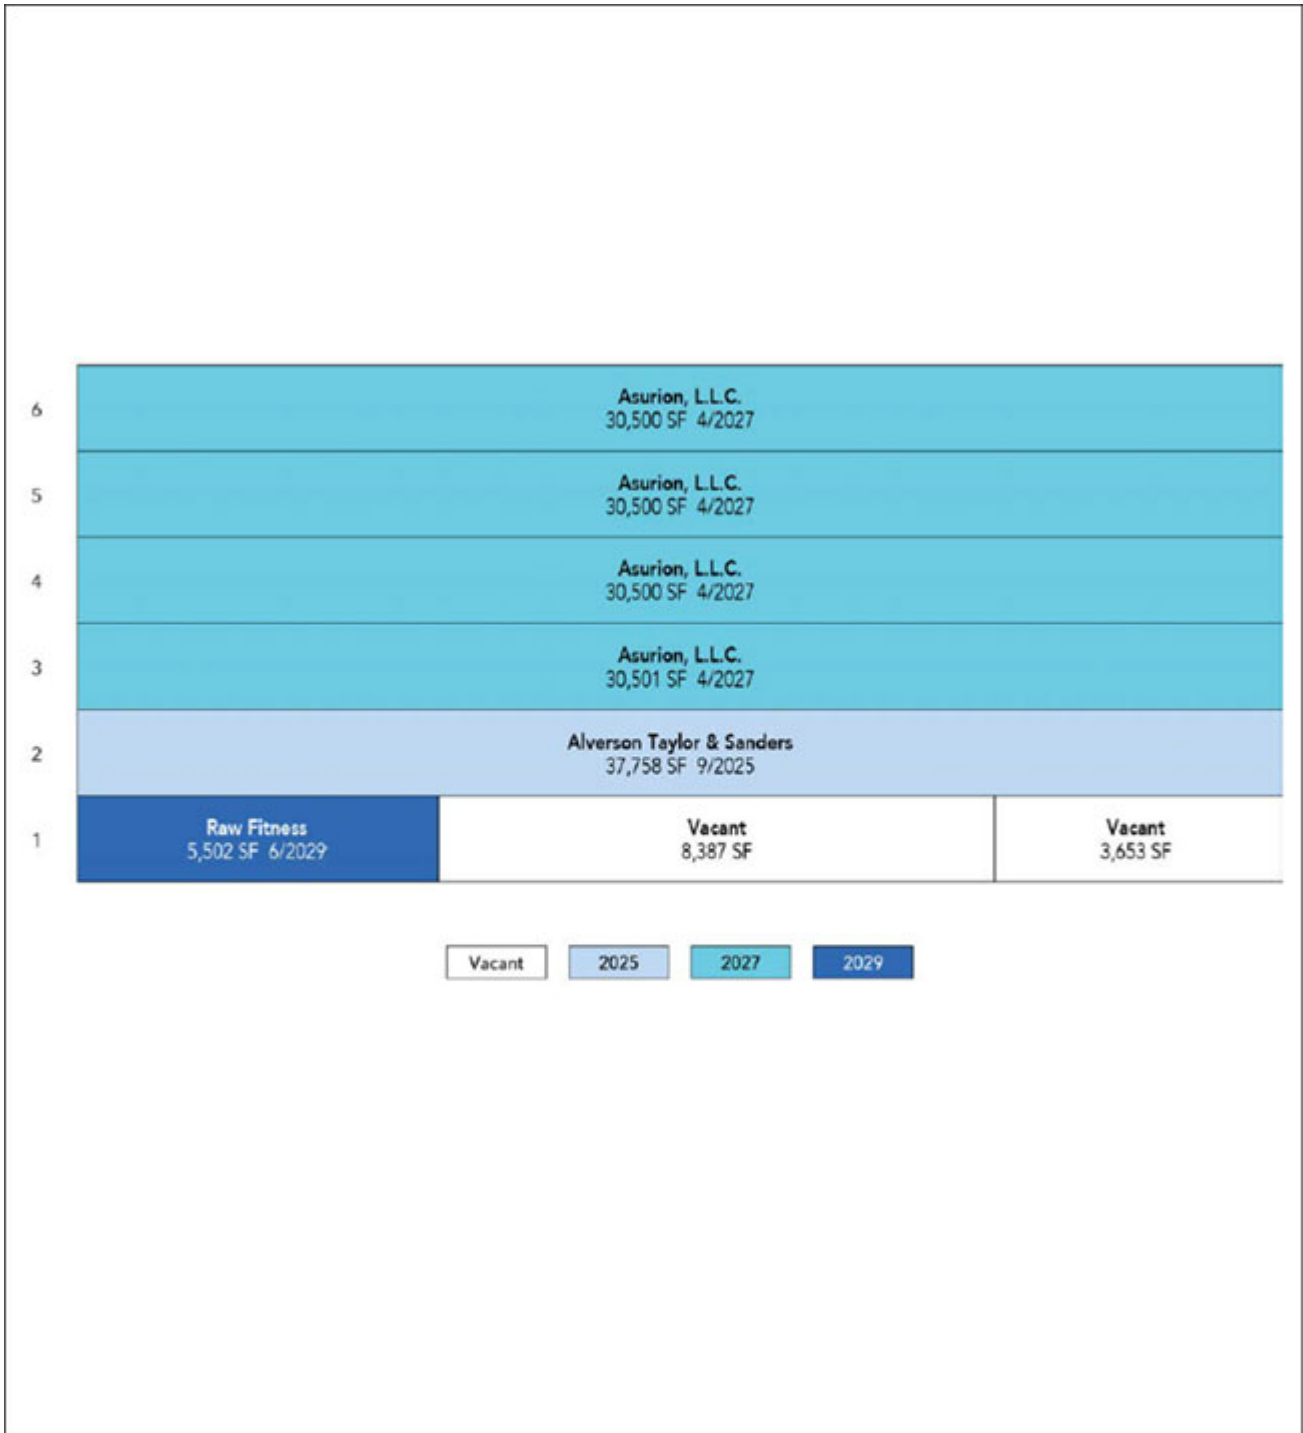 6
Asurion, L.L.C.
30,500 SF 4/2027
5
Asurion, L.L.C.
30,500 SF 4/2027
4
Asurion, L.L.C.
30,500 SF 4/2027
3
Asurion, L.L.C.
30,501 SF 4/2027
2
Alverson Taylor & Sanders
37,758 SF 9/2025
1
Raw Fitness
5,502 SF 6/2029
Vacant
8,387 SF
Vacant
3,653 SF
Vacant
2025
2027
2029